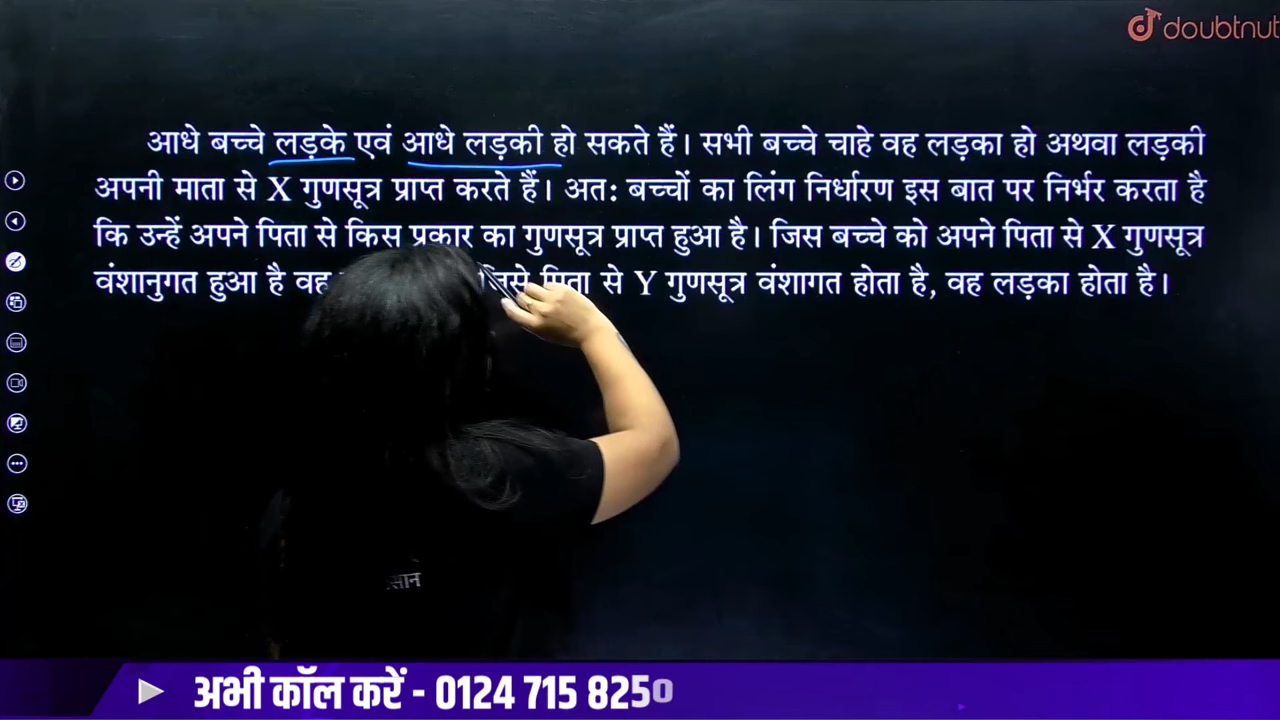 doubtnut
आधे बच्चे लड़के एवं आधे लड़की हो सकते हैं। सभी बच्चे चाहे वह लड़का हो अथवा लड़की
अपनी माता से X गुणसूत्र प्राप्त करते हैं। अत: बच्चों का लिंग निर्धारण इस बात पर निर्भर करता है
कि उन्हें अपने पिता से किस प्रकार का गुणसूत्र प्राप्त हुआ है। जिस बच्चे को अपने पिता से X गुणसूत्र
वंशानुगत हुआ है वह जिसे पिता से Y गुणसूत्र वंशागत होता है, वह लड़का होता है।
अभी कॉल करें - 0124 715 8250